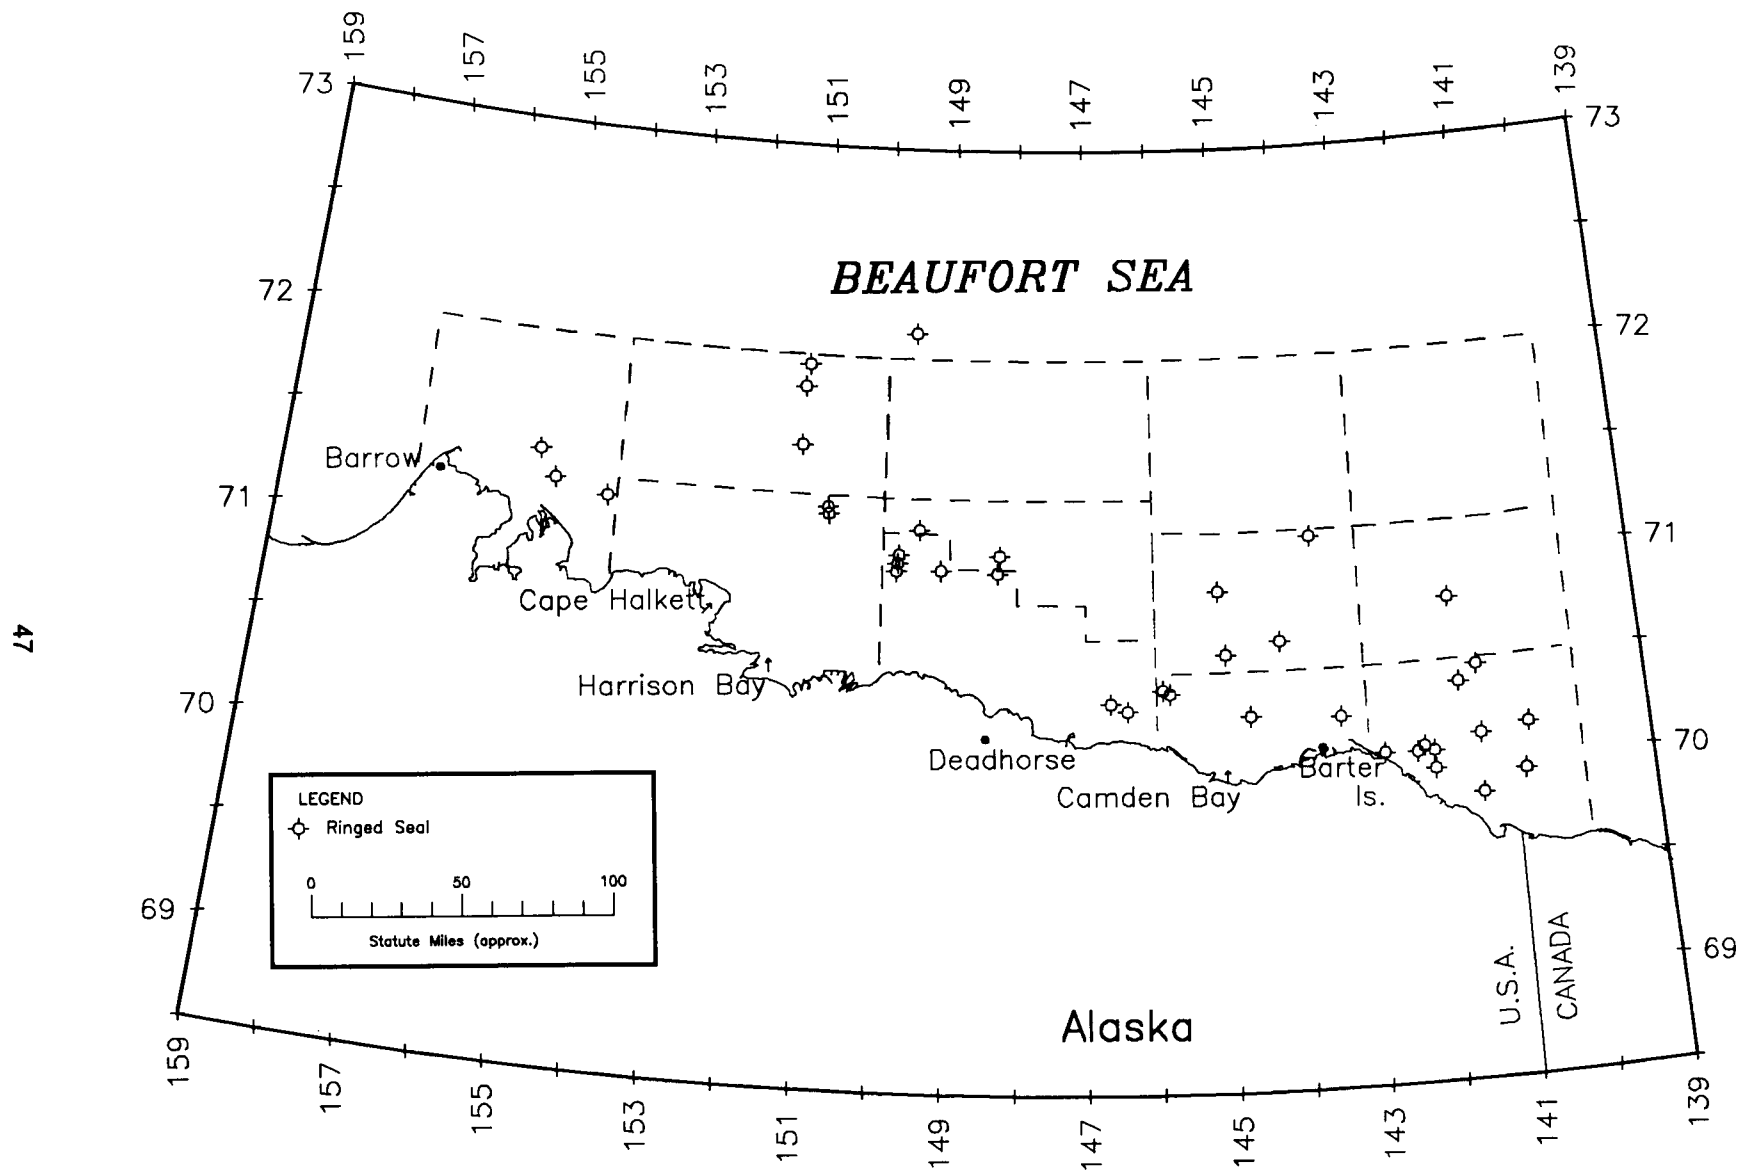 159
157
155
153
151
149
147
145
143
141
139
73
73
BEAUFORT SEA
72
72
Barrow
71
71
Cape Halkett
47
Harrison Bay
70
70
Deadhorse
Barter
Is.
Camden Bay
LEGEND
Ringed Seal
0 50 100
Statute Miles (approx.)
69
69
U.S.A.
CANADA
Alaska
159
157
155
153
151
149
147
145
143
141
139